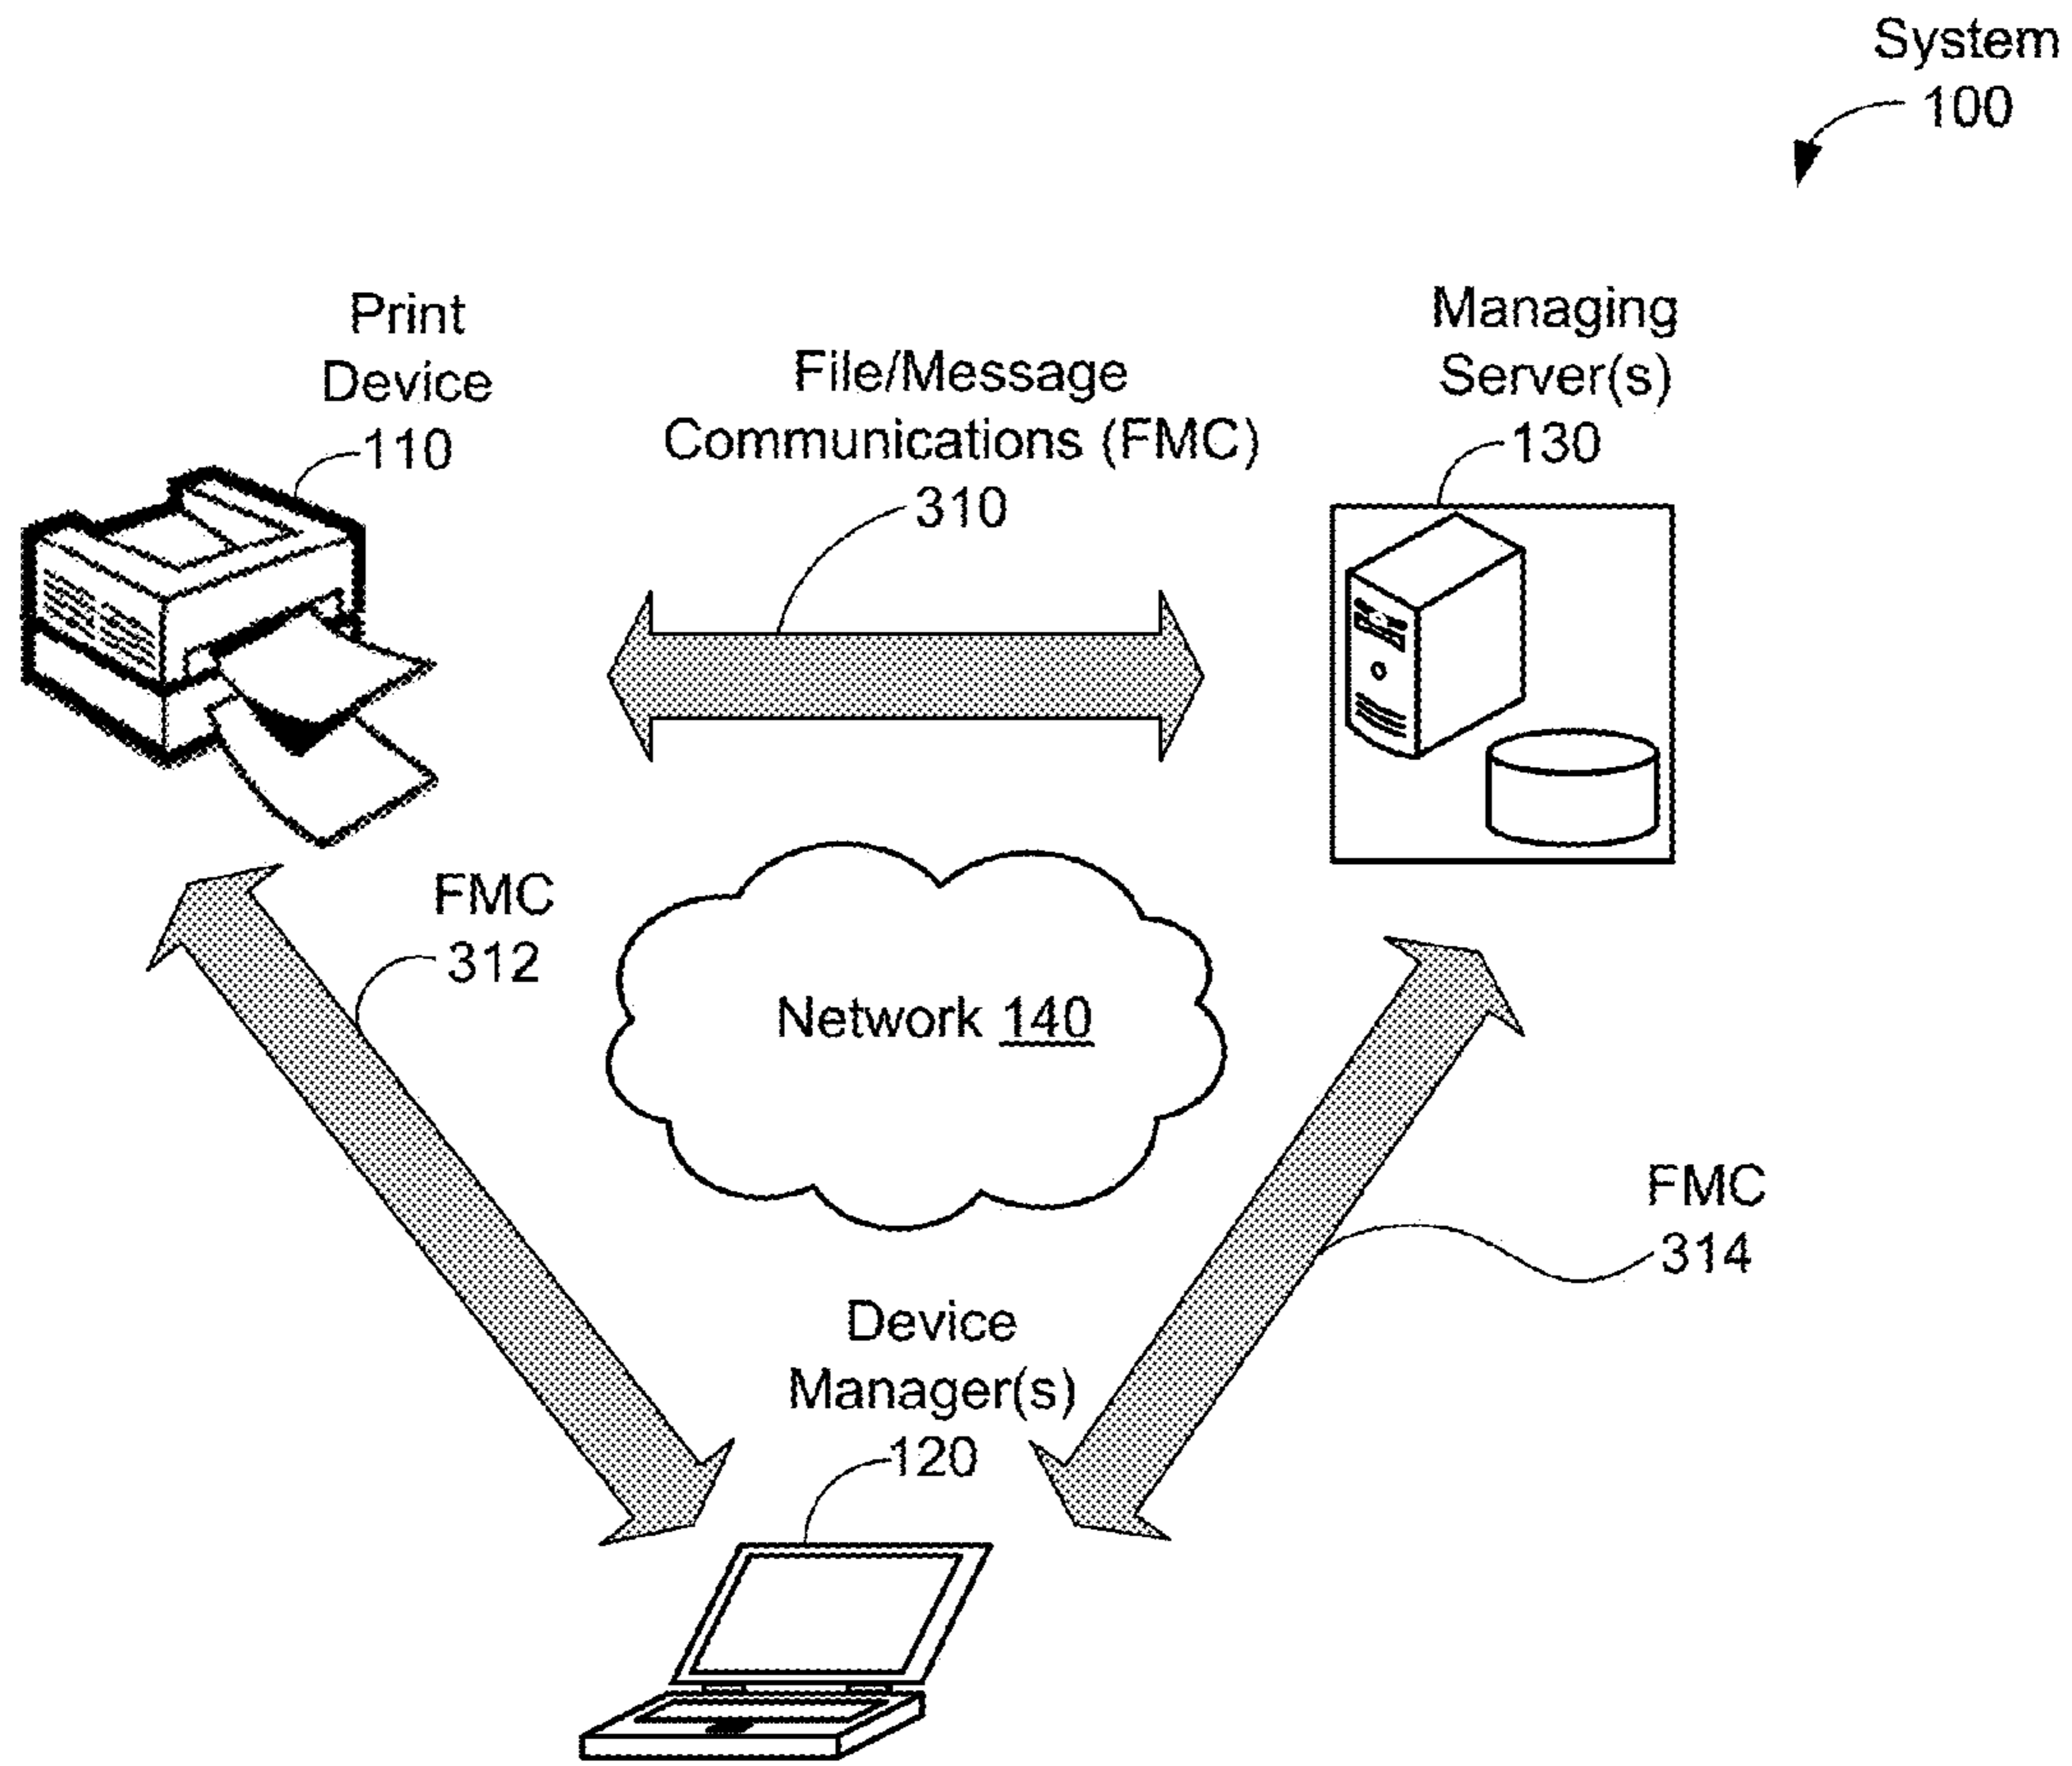 System
100
Print
Device
110
File/Message
Communications (FMC)
310
Managing
Server(s)
130
FMC
312
Network 140
FMC
314
Device
Manager(s)
120